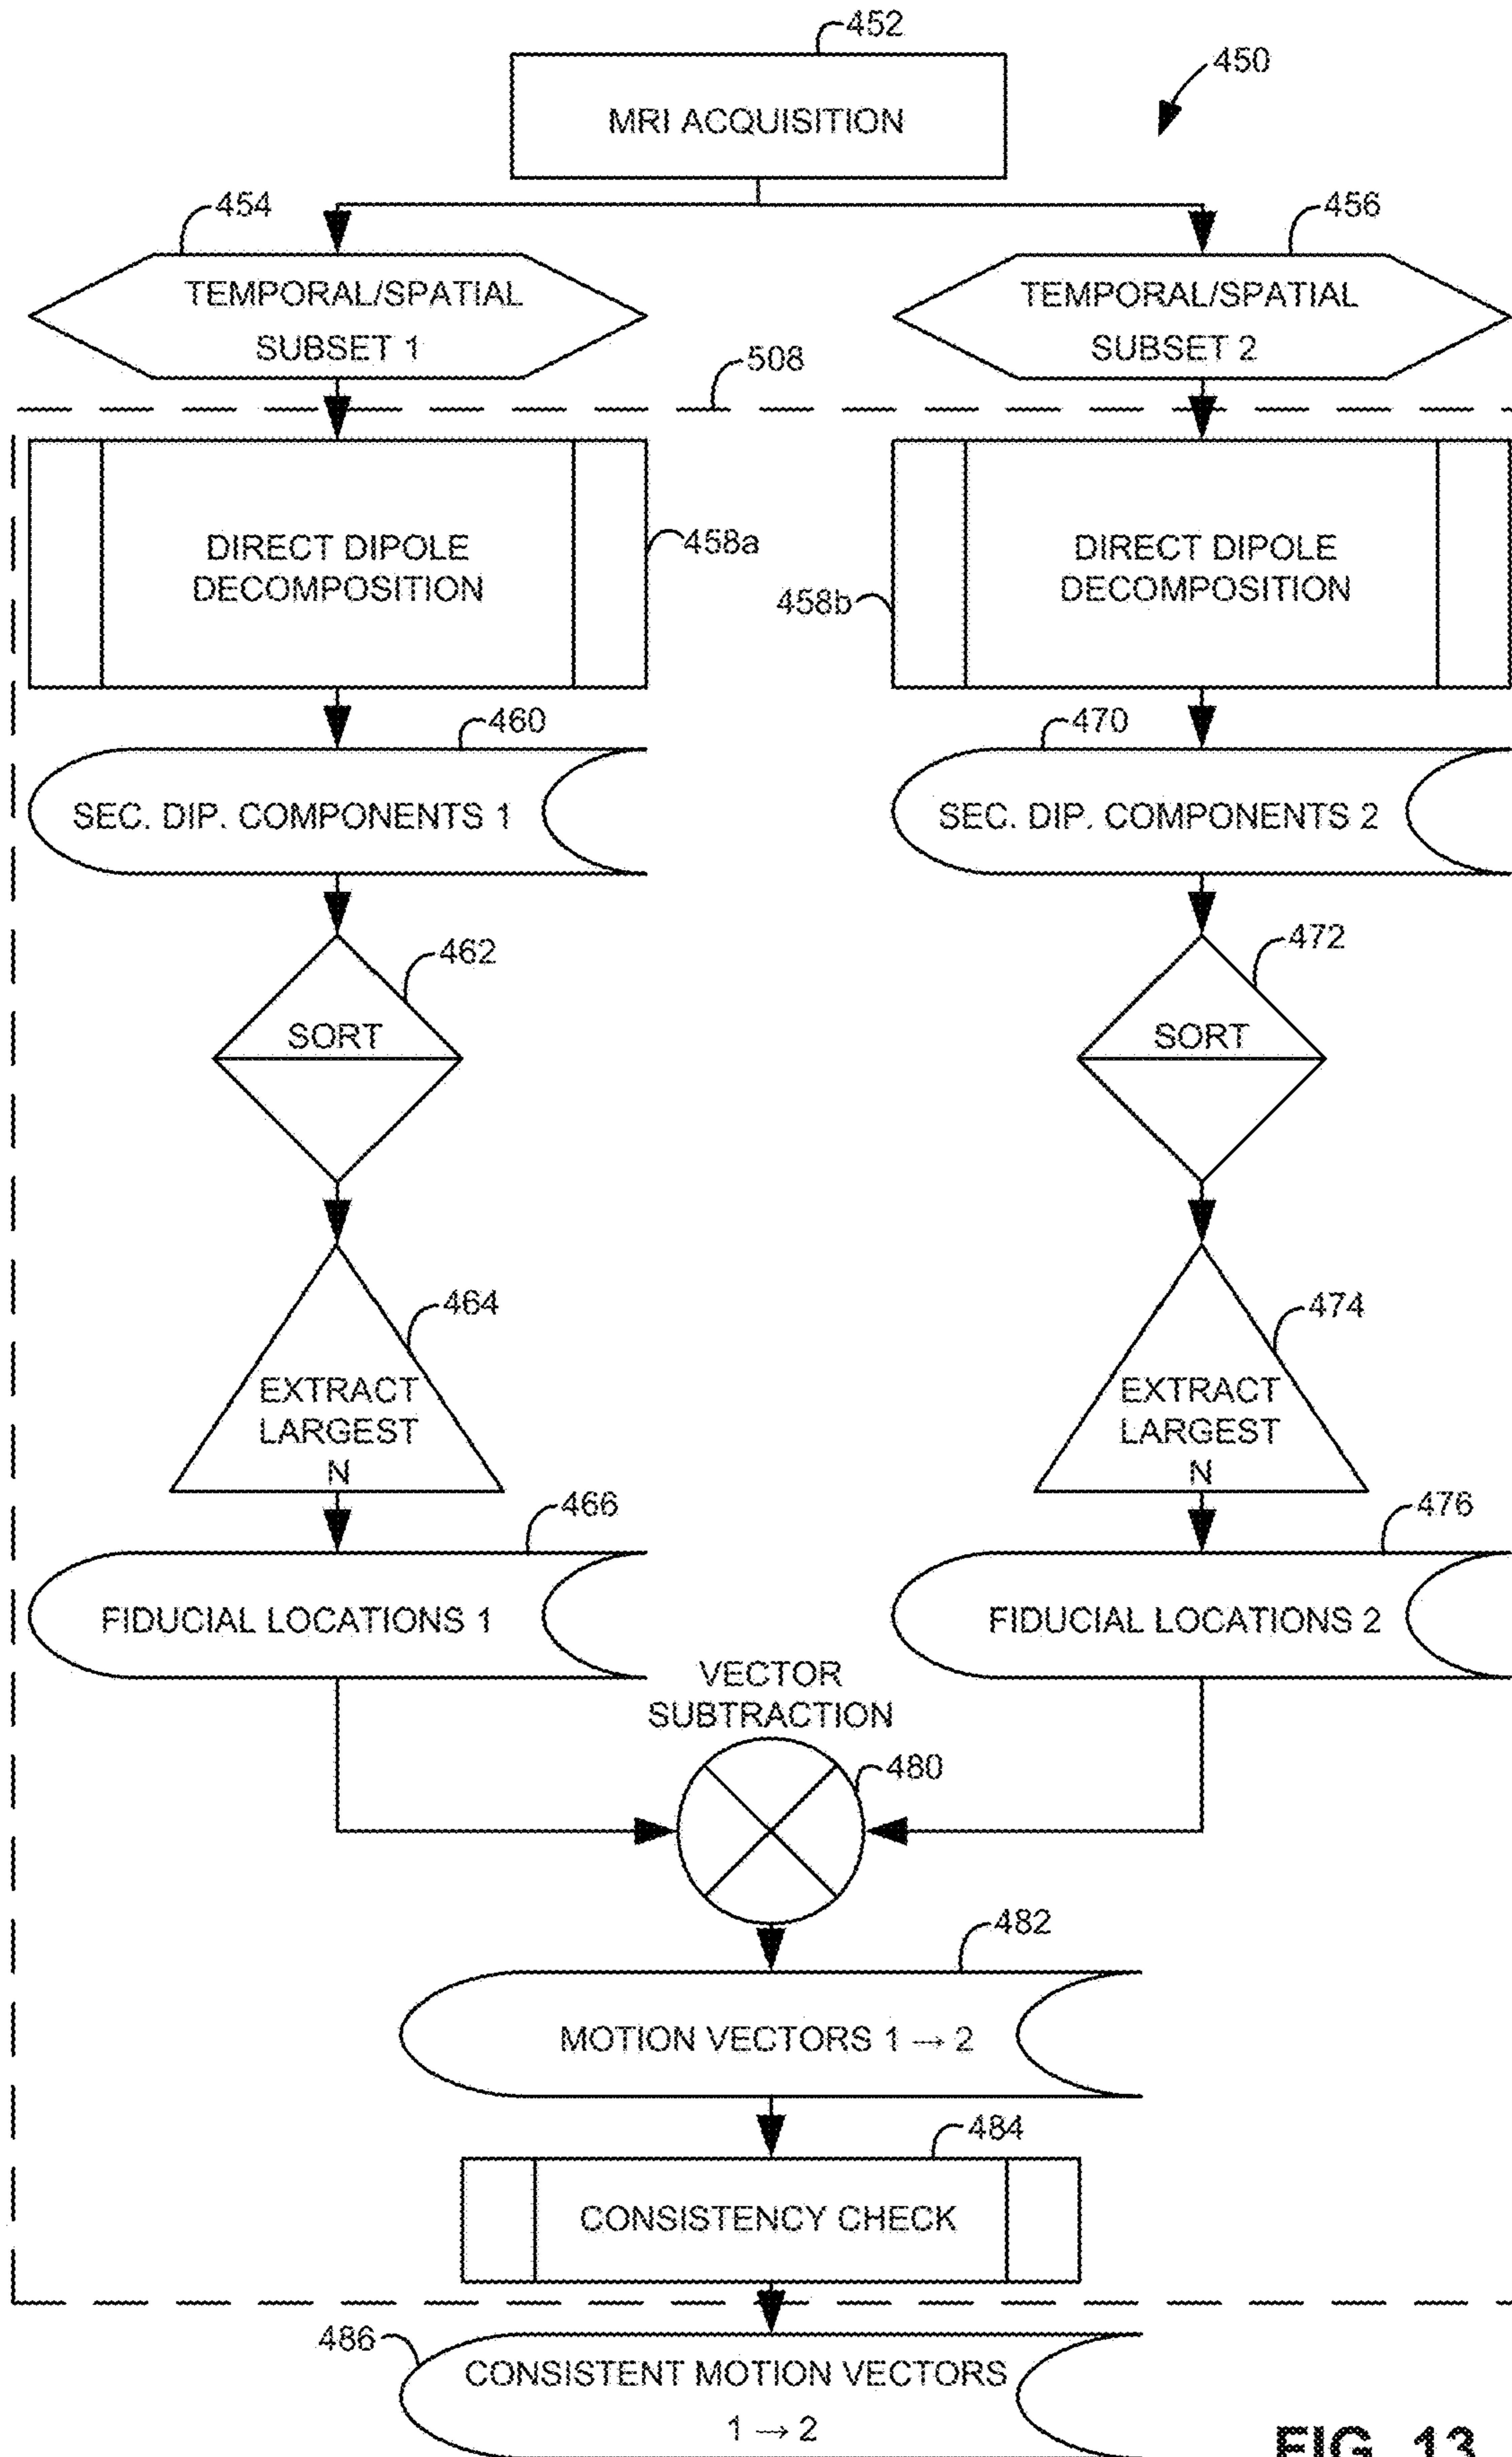 452
450
MRI ACQUISITION
454
456
TEMPORAL/SPATIAL
SUBSET 1
TEMPORAL/SPATIAL
SUBSET 2
508
DIRECT DIPOLE
DECOMPOSITION
458a
458b
DIRECT DIPOLE
DECOMPOSITION
460
470
SEC. DIP. COMPONENTS 1
SEC. DIP. COMPONENTS 2
462
472
SORT
SORT
464
474
EXTRACT
LARGEST
N
EXTRACT
LARGEST
N
466
476
FIDUCIAL LOCATIONS 1
FIDUCIAL LOCATIONS 2
VECTOR
SUBTRACTION
480
482
MOTION VECTORS 1 → 2
484
CONSISTENCY CHECK
486
CONSISTENT MOTION VECTORS
1 → 2
FIG. 13